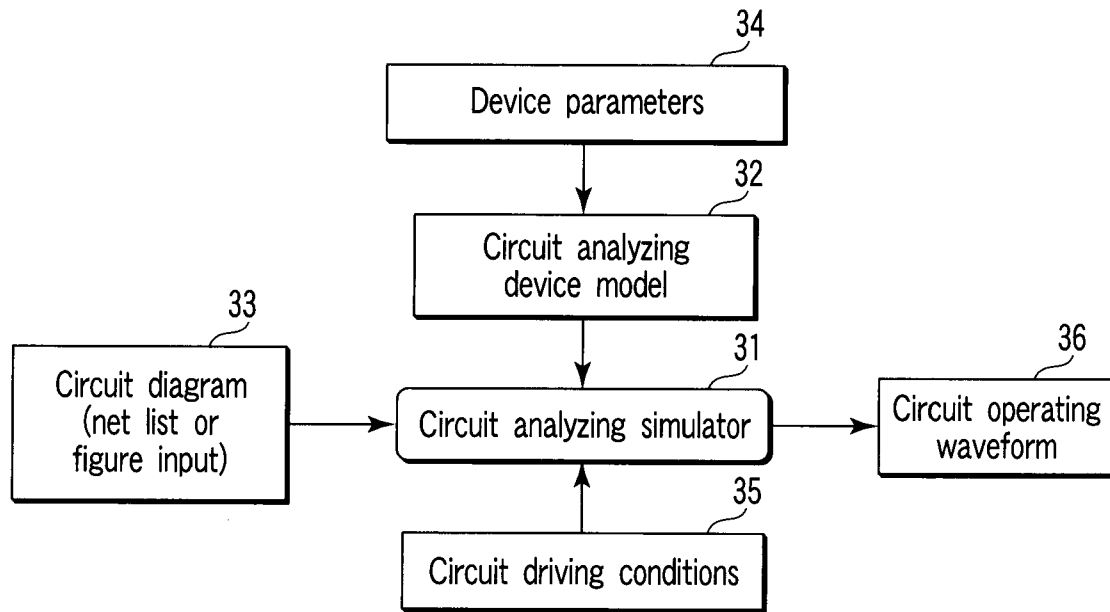 34
Device parameters
32
Circuit analyzing
device model
33
Circuit diagram
(net list or
figure input)
31
Circuit analyzing simulator
36
Circuit operating
waveform
35
Circuit driving conditions